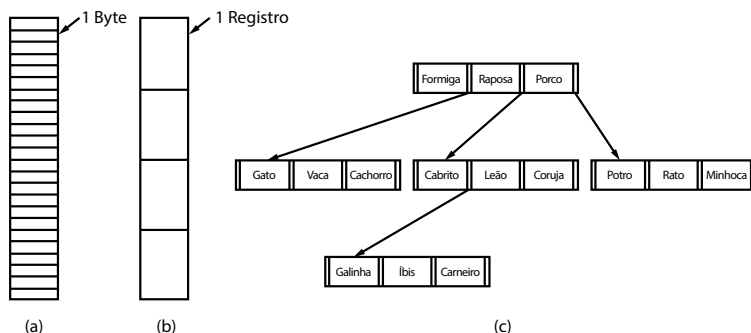 1 Byte
1 Registro
Formiga Raposa Porco
Gato Vaca Cachorro
Cabrito Leão Coruja
Potro Rato Minhoca
Galinha Íbis Carneiro
(a) (b) (c)